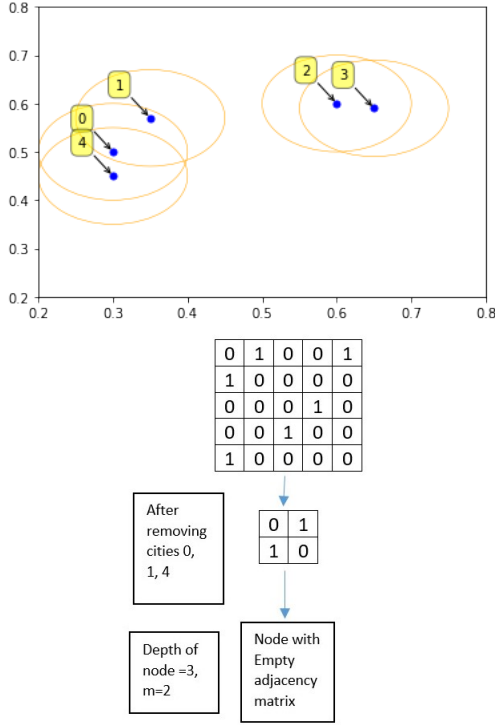 0.8
0.7
0.6
0.5
0.4
0.3
0.2
1
0
4
2
3
0.2 0.3 0.4 0.5 0.6 0.7 0.8
0 1 0 0 1
1 0 0 0 0
0 0 0 1 0
0 0 1 0 0
1 0 0 0 0
After
removing
cities 0,
1, 4
0 1
1 0
Depth of
node =3,
m=2
Node with
Empty
adjacency
matrix